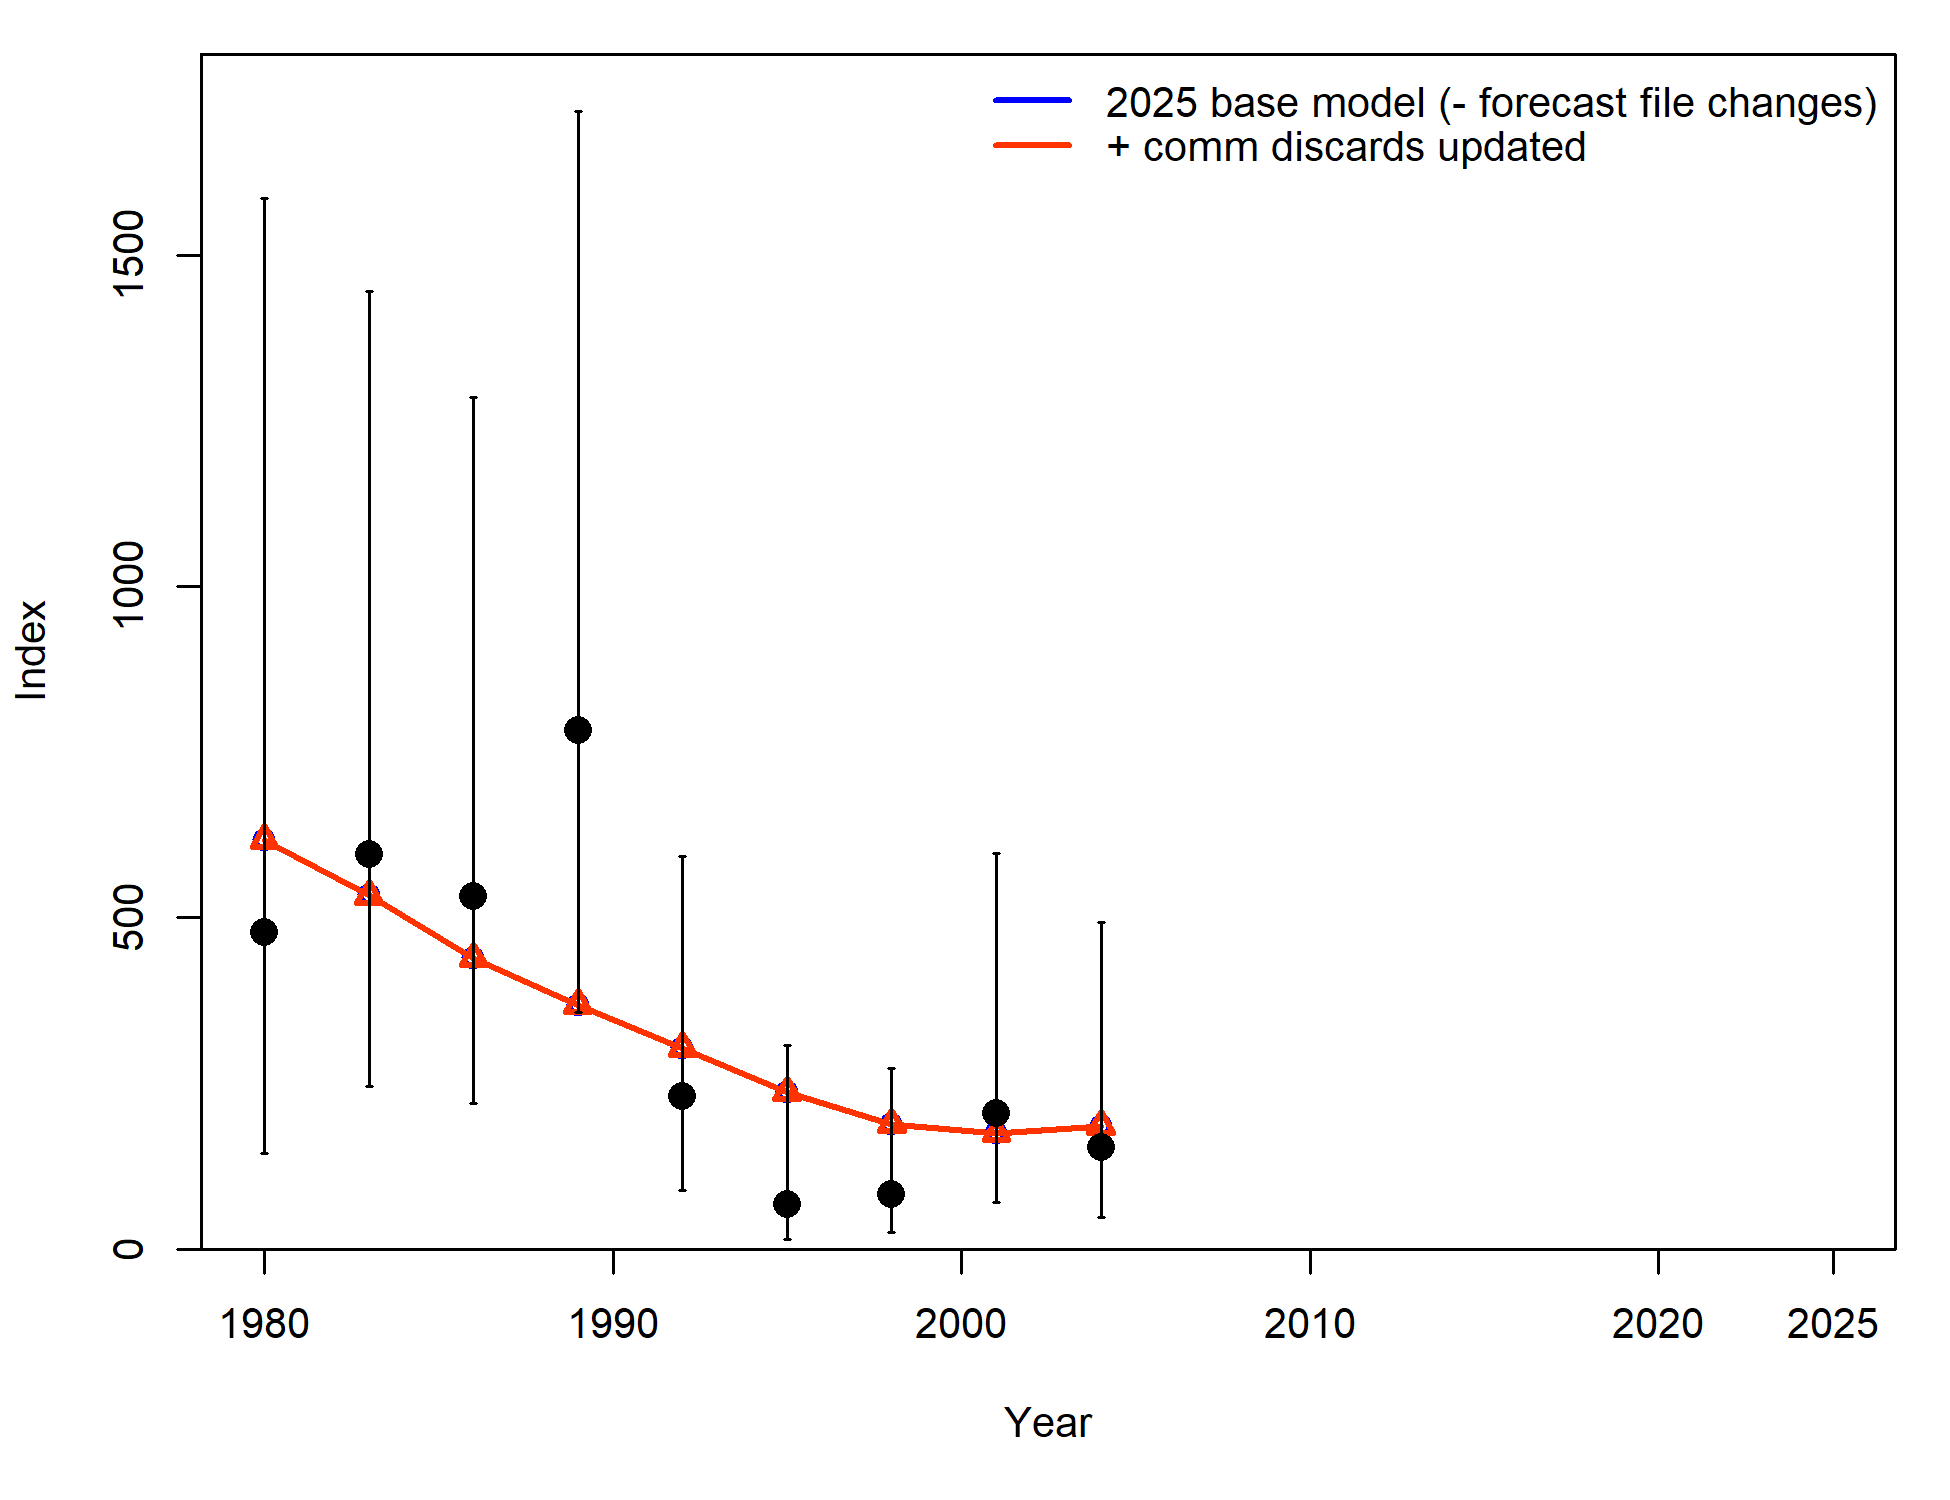 2025 base model (- forecast file changes)
+ comm discards updated
1500
1000
500
0
Index
1980 1990 2000 2010 2020 2025
Year